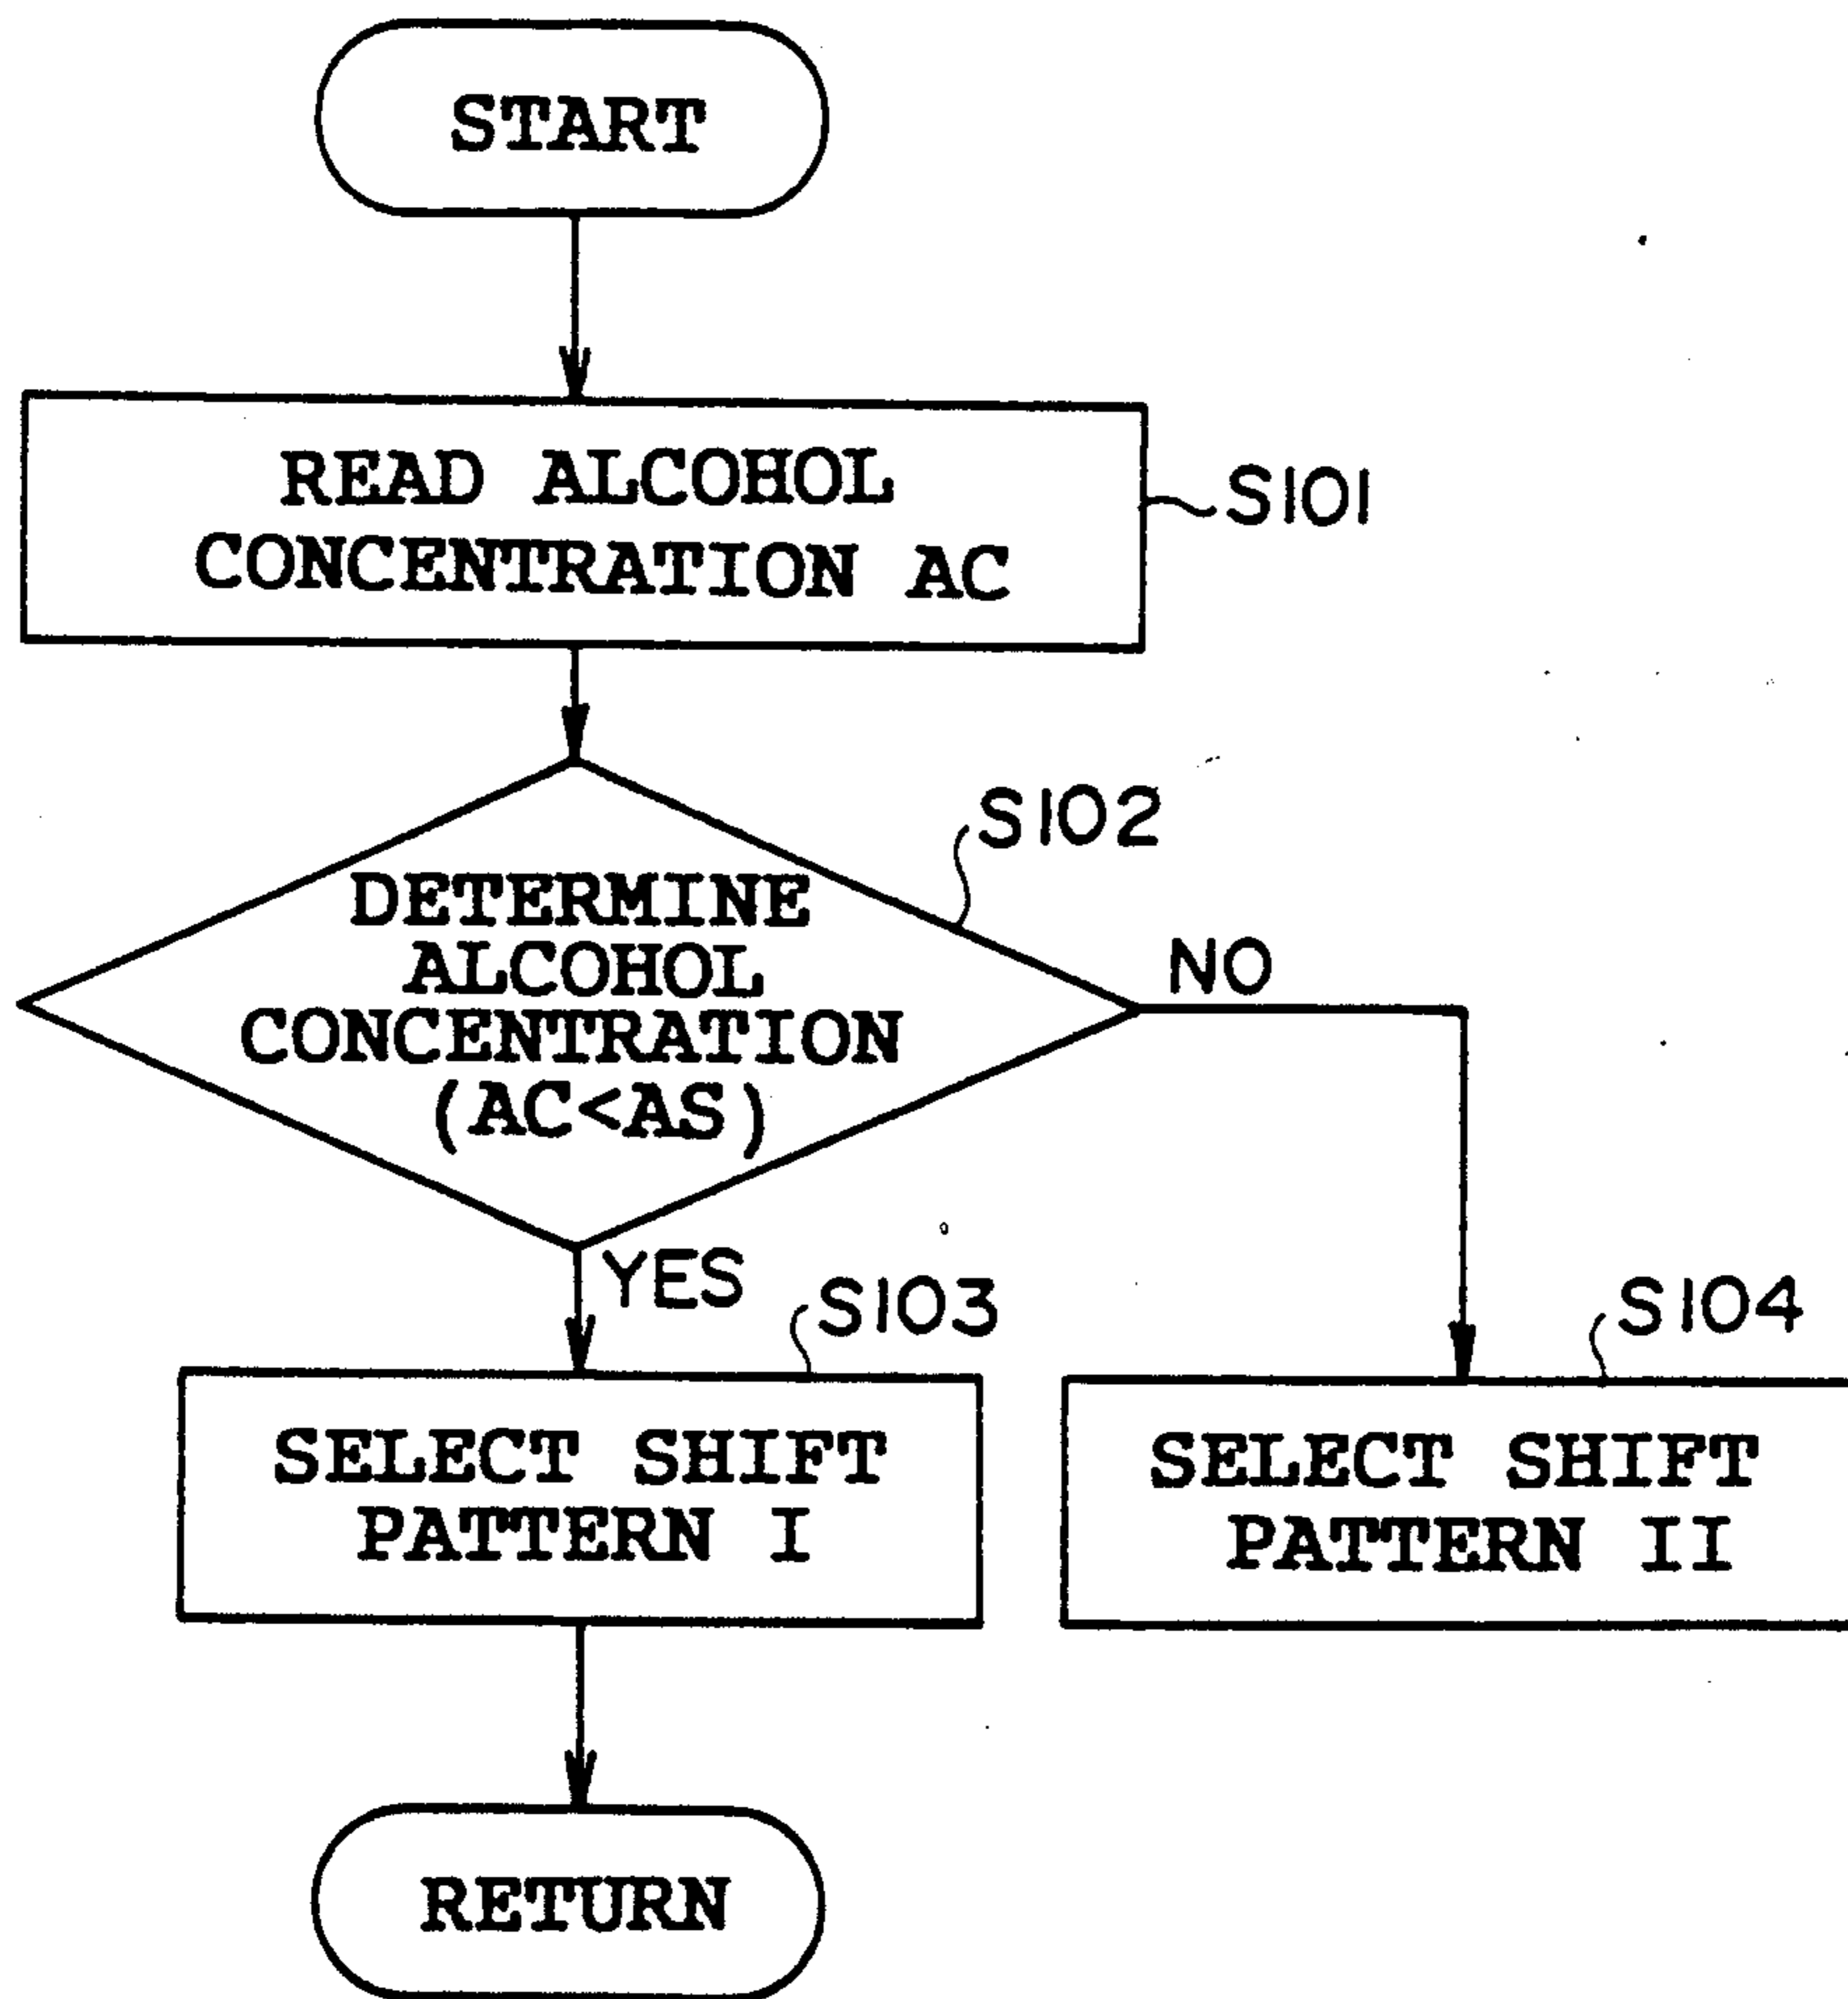 START
READ ALCOHOL
CONCENTRATION AC
S101
S102
DETERMINE
ALCOHOL
CONCENTRATION
(AC<AS)
NO
YES
S103
S104
SELECT SHIFT
PATTERN I
SELECT SHIFT
PATTERN II
RETURN